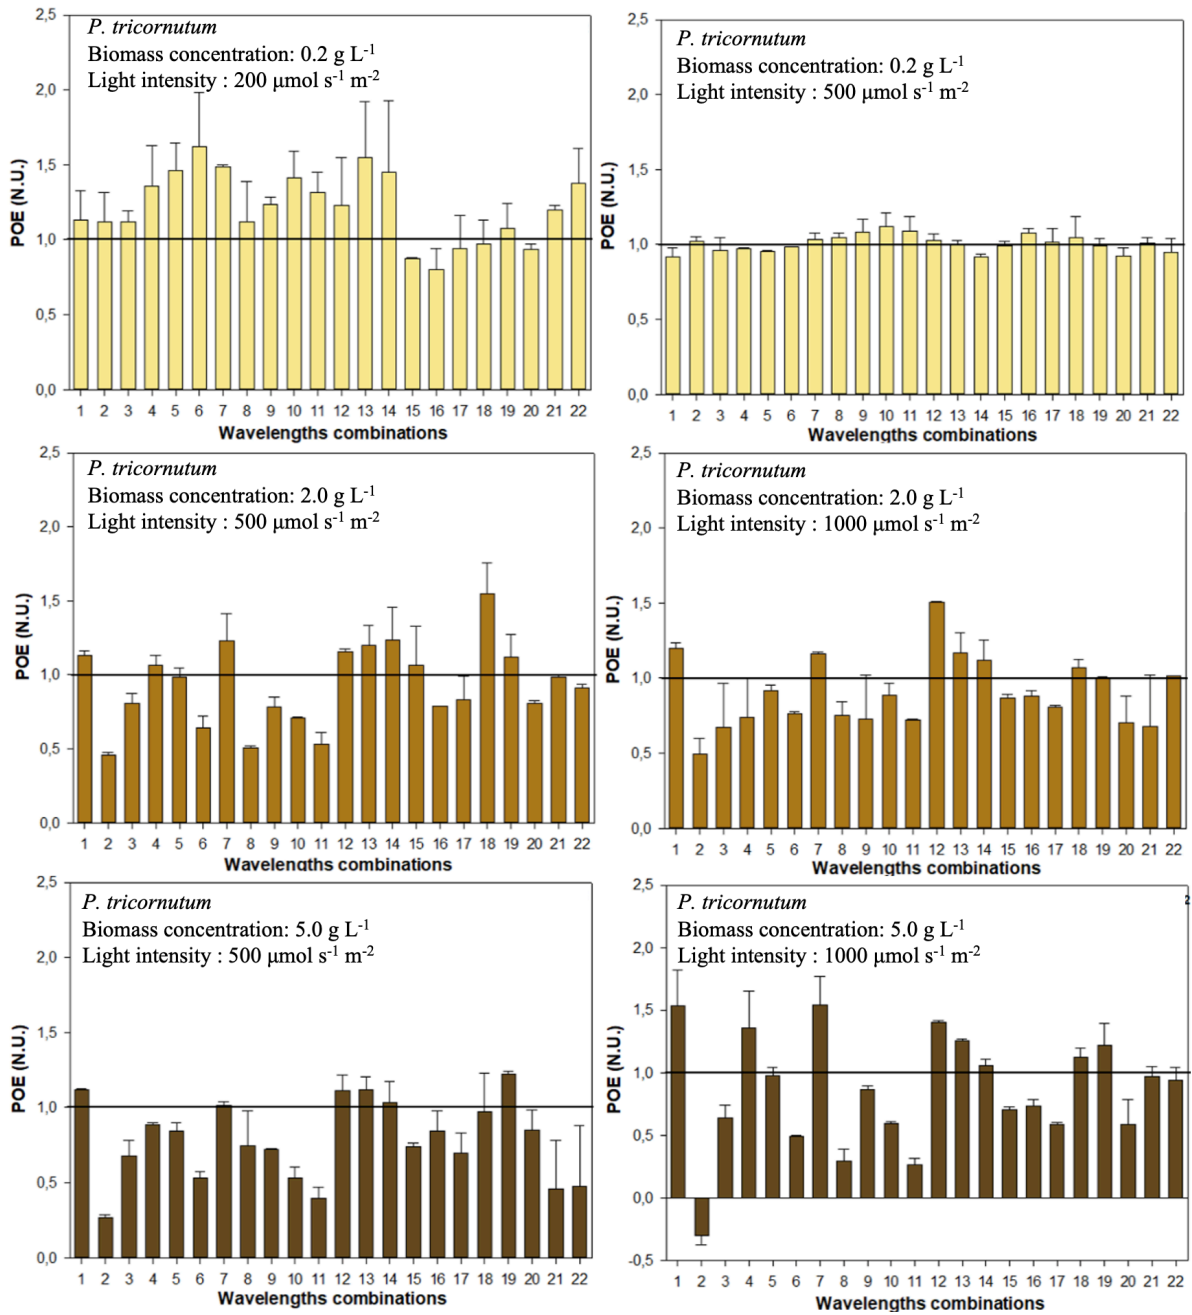 2,5
P. tricornutum
Biomass concentration: 0.2 g L-1
Light intensity : 200 μmol s-1 m-2
2,0
1,5
1,0
0,5
0,0
POE (N.U.)
1 2 3 4 5 6 7 8 9 10 11 12 13 14 15 16 17 18 19 20 21 22
Wavelengths combinations
2,5
P. tricornutum
Biomass concentration: 0.2 g L-1
Light intensity : 500 μmol s-1 m-2
2,0
1,5
1,0
0,5
0,0
POE (N.U.)
1 2 3 4 5 6 7 8 9 10 11 12 13 14 15 16 17 18 19 20 21 22
Wavelengths combinations
2,5
P. tricornutum
Biomass concentration: 2.0 g L-1
Light intensity : 500 μmol s-1 m-2
2,0
1,5
1,0
0,5
0,0
POE (N.U.)
1 2 3 4 5 6 7 8 9 10 11 12 13 14 15 16 17 18 19 20 21 22
Wavelengths combinations
2,5
P. tricornutum
Biomass concentration: 2.0 g L-1
Light intensity : 1000 μmol s-1 m-2
2,0
1,5
1,0
0,5
0,0
POE (N.U.)
1 2 3 4 5 6 7 8 9 10 11 12 13 14 15 16 17 18 19 20 21 22
Wavelengths combinations
2,5
P. tricornutum
Biomass concentration: 5.0 g L-1
Light intensity : 500 μmol s-1 m-2
2,0
1,5
1,0
0,5
0,0
POE (N.U.)
1 2 3 4 5 6 7 8 9 10 11 12 13 14 15 16 17 18 19 20 21 22
Wavelengths combinations
2,5
P. tricornutum
2
Biomass concentration: 5.0 g L-1
Light intensity : 1000 μmol s-1 m-2
2,0
1,5
1,0
0,5
0,0
-0,5
POE (N.U.)
1 2 3 4 5 6 7 8 9 10 11 12 13 14 15 16 17 18 19 20 21 22
Wavelengths combinations